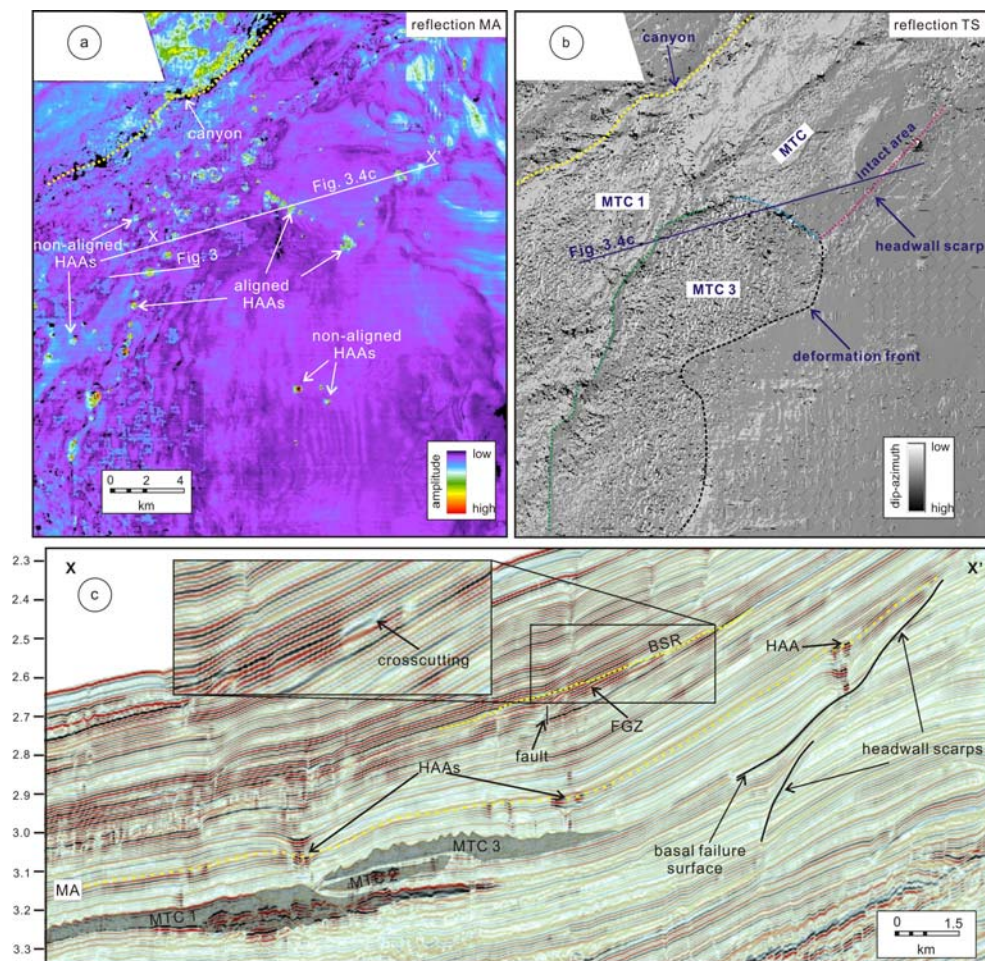 a
reflection MA
canyon
X'
Fig. 3.4c
non-aligned
HAAs
X
Fig. 3
aligned
HAAs
non-aligned
HAAs
0 2 4
km
amplitude
low
high
b
reflection TS
canyon
MTC
intact area
MTC 1
Fig. 3.4c
headwall scarp
MTC 3
deformation front
dip-azimuth
low
high
c
X
X'
2.3
2.4
2.5
2.6
2.7
2.8
2.9
3.0
3.1
3.2
3.3
crosscutting
BSR
HAA
FGZ
fault
headwall scarps
HAAs
basal failure
surface
MTC 3
MTC 2
MA
MTC 1
0 1.5
km